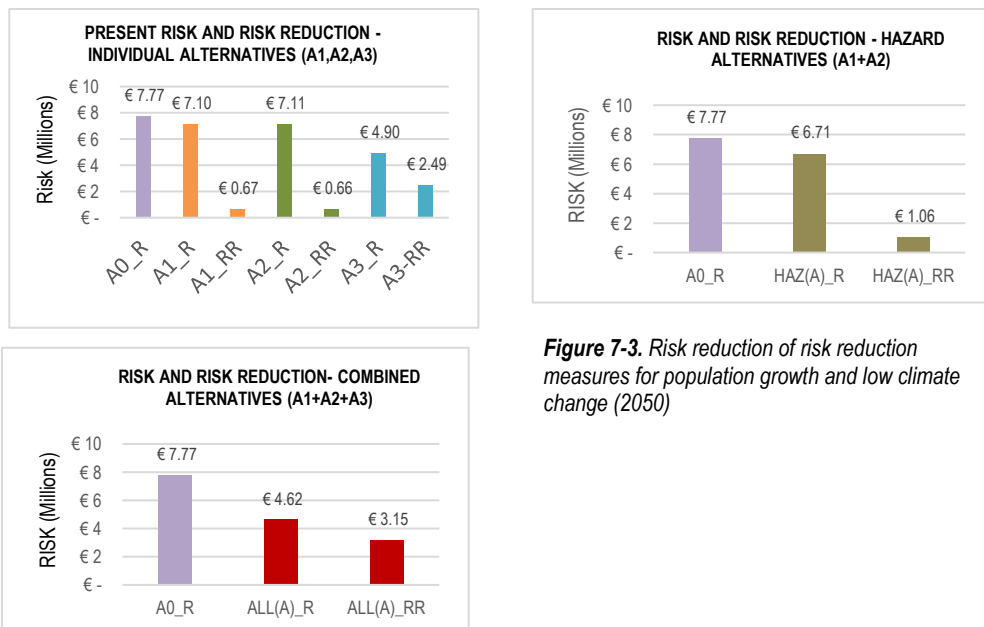 PRESENT RISK AND RISK REDUCTION -
INDIVIDUAL ALTERNATIVES (A1,A2,A3)
Risk (Millions)
€ 10
€ 8
€ 6
€ 4
€ 2
€ -
€ 7.77
€ 7.10
€ 0.67
€ 7.11
€ 0.66
€ 4.90
€ 2.49
A0_R
A1_R
A1_RR
A2_R
A2_RR
A3_R
A3-RR
RISK AND RISK REDUCTION - HAZARD
ALTERNATIVES (A1+A2)
RISK (Millions)
€ 10
€ 8
€ 6
€ 4
€ 2
€ -
€ 7.77
€ 6.71
€ 1.06
A0_R
HAZ(A)_R
HAZ(A)_RR
Figure 7-3. Risk reduction of risk reduction
measures for population growth and low climate
change (2050)
RISK AND RISK REDUCTION- COMBINED
ALTERNATIVES (A1+A2+A3)
RISK (Millions)
€ 10
€ 8
€ 6
€ 4
€ 2
€ -
€ 7.77
€ 4.62
€ 3.15
A0_R
ALL(A)_R
ALL(A)_RR